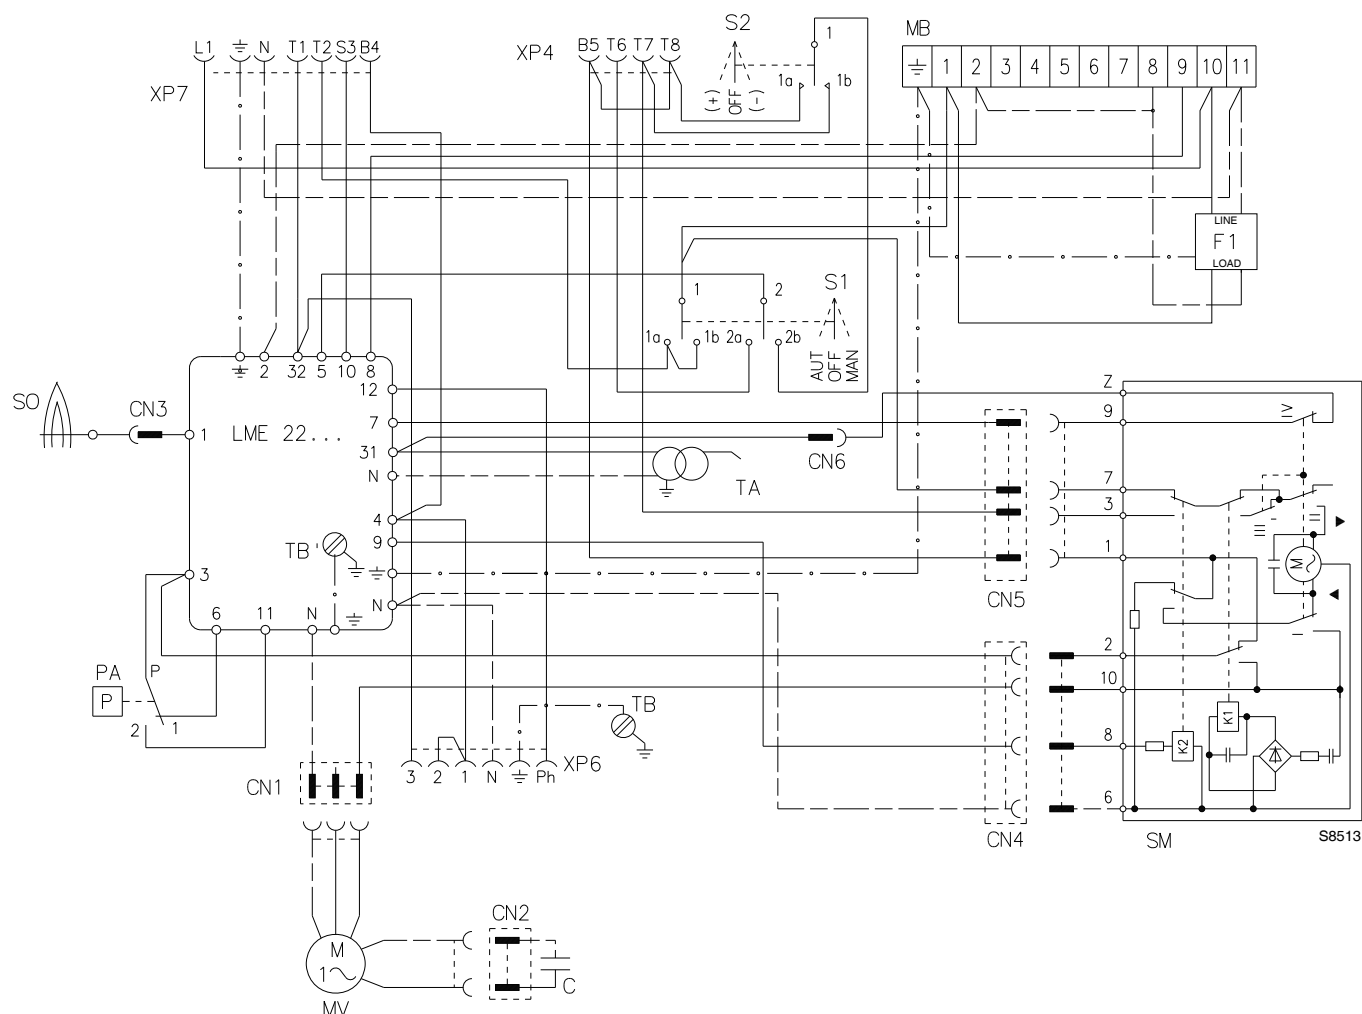 S2
MB
L1 N T1 T2 S3 B4
XP4
B5 T6 T7 T8
1
1 2 3 4 5 6 7 8 9 10 11
XP7
1a 1b
(+)
OFF
(-)
LINE
F1
LOAD
S1
1 2
1a 1b 2a 2b
AUT
OFF
MAN
2 32 5 10 8
12
Z
SO
CN3
9
IV
7
1
LME 22...
31
CN6
N
TA
7
3
II
III
4
9
TB'
1
M
3
N
CN5
6 11 N
I
2
PA
P
P
10
TB
K1
K2
2 1
8
XP6
3 2 1 N Ph
CN1
6
CN4
SM
S8513
CN2
M
1
C
MV